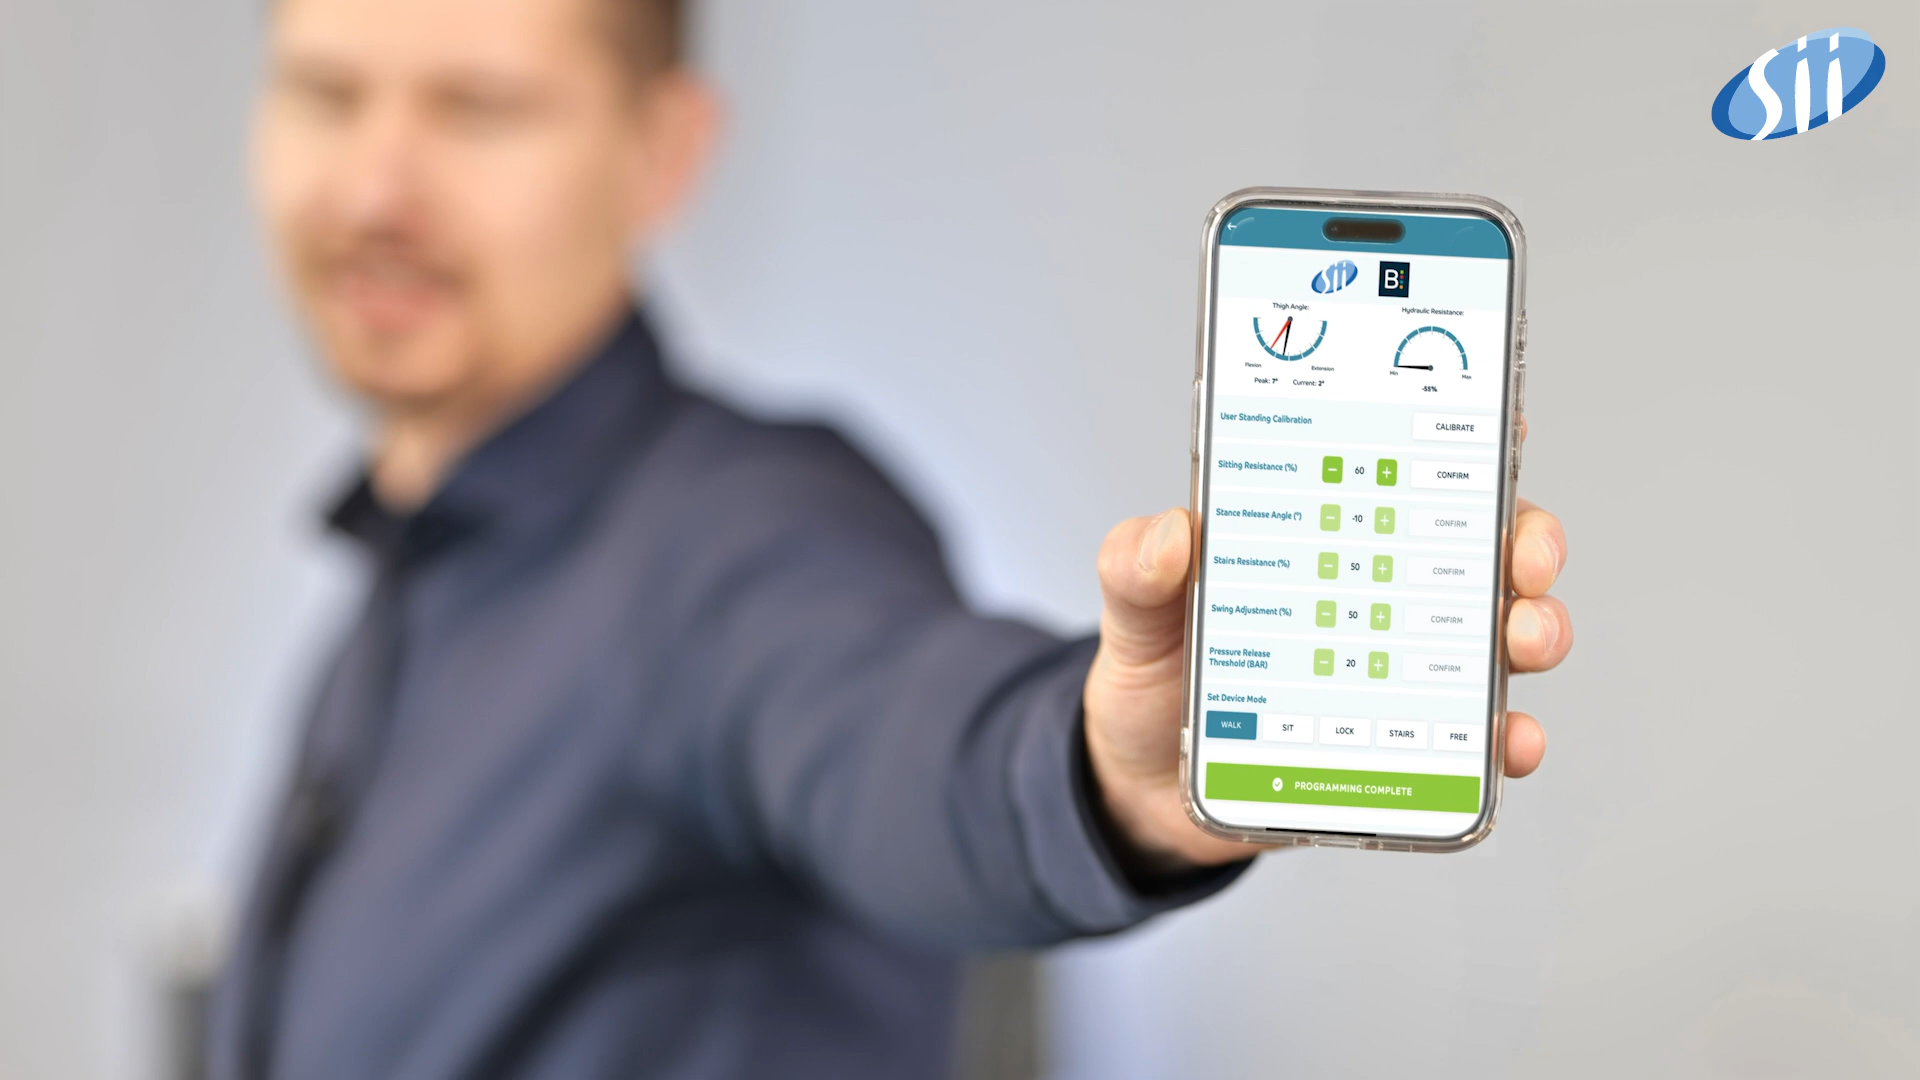 sii
sii B:
Thigh Angle: Hydraulic Resistance:
Flexion Extension Min Max
Peak: 7° Current: 2° -55%
User Standing Calibration CALIBRATE
Sitting Resistance (%) − 60 + CONFIRM
Stance Release Angle (°) − -10 + CONFIRM
Stairs Resistance (%) − 50 + CONFIRM
Swing Adjustment (%) − 50 + CONFIRM
Pressure Release
Threshold (BAR) − 20 + CONFIRM
Set Device Mode
WALK SIT LOCK STAIRS FREE
PROGRAMMING COMPLETE